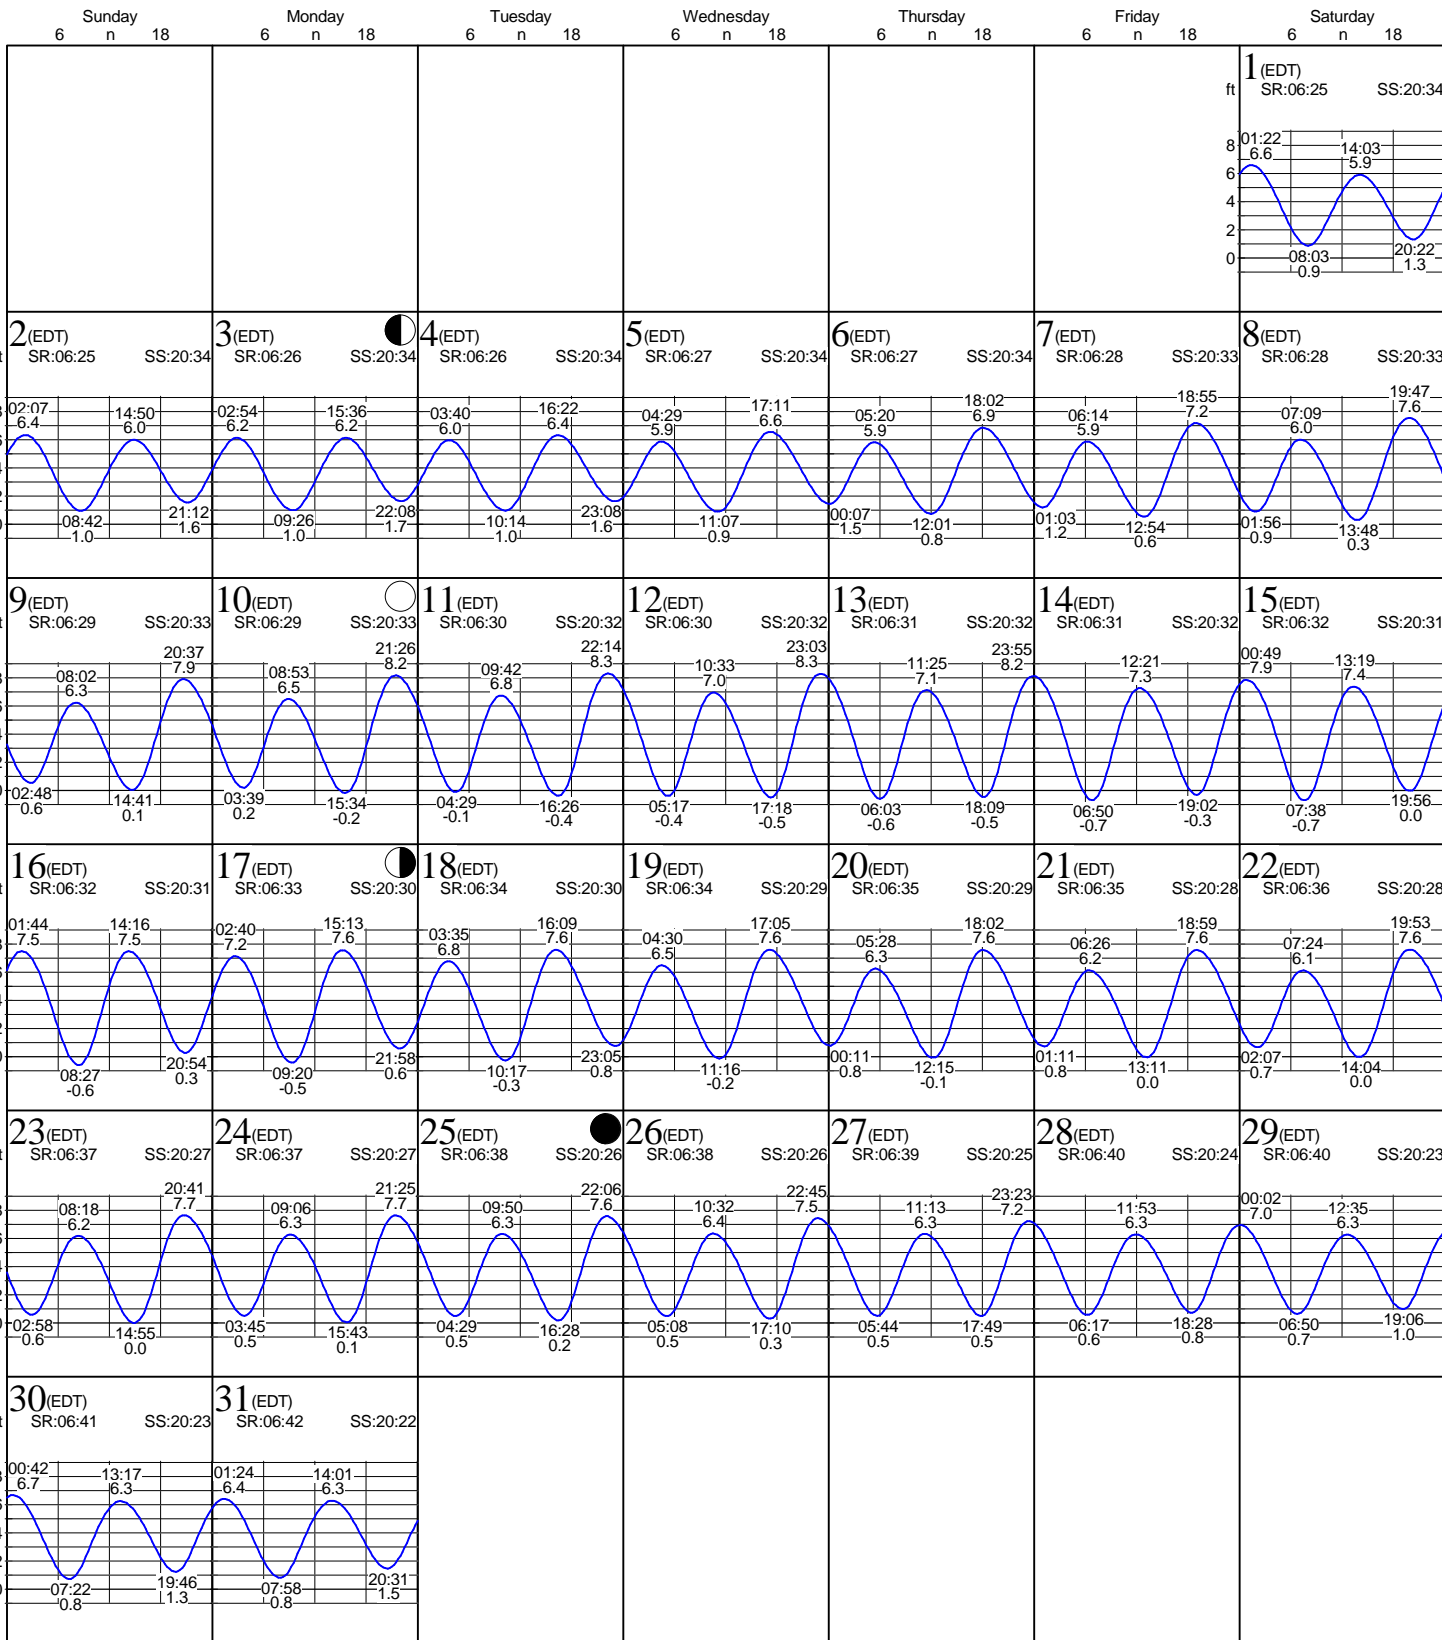 Sunday Monday Tuesday Wednesday Thursday Friday Saturday
6 n 18 6 n 18 6 n 18 6 n 18 6 n 18 6 n 18 6 n 18
1(EDT)
ft SR:06:25 SS:20:34
8 6 4 2 0
01:22 6.6
14:03 5.9
08:03 0.9
20:22 1.3
2(EDT)
SR:06:25 SS:20:34
02:07 6.4
14:50 6.0
08:42 1.0
21:12 1.6
3(EDT)
SR:06:26 SS:20:34
02:54 6.2
15:36 6.2
09:26 1.0
22:08 1.7
4(EDT)
SR:06:26 SS:20:34
03:40 6.0
16:22 6.4
10:14 1.0
23:08 1.6
5(EDT)
SR:06:27 SS:20:34
04:29 5.9
17:11 6.6
11:07 0.9
6(EDT)
SR:06:27 SS:20:34
05:20 5.9
18:02 6.9
00:07 1.5
12:01 0.8
7(EDT)
SR:06:28 SS:20:33
06:14 5.9
18:55 7.2
01:03 1.2
12:54 0.6
8(EDT)
SR:06:28 SS:20:33
07:09 6.0
19:47 7.6
01:56 0.9
13:48 0.3
9(EDT)
SR:06:29 SS:20:33
08:02 6.3
20:37 7.9
02:48 0.6
14:41 0.1
10(EDT)
SR:06:29 SS:20:33
08:53 6.5
21:26 8.2
03:39 0.2
15:34 -0.2
11(EDT)
SR:06:30 SS:20:32
09:42 6.8
22:14 8.3
04:29 -0.1
16:26 -0.4
12(EDT)
SR:06:30 SS:20:32
10:33 7.0
23:03 8.3
05:17 -0.4
17:18 -0.5
13(EDT)
SR:06:31 SS:20:32
11:25 7.1
23:55 8.2
06:03 -0.6
18:09 -0.5
14(EDT)
SR:06:31 SS:20:32
12:21 7.3
06:50 -0.7
19:02 -0.3
15(EDT)
SR:06:32 SS:20:31
00:49 7.9
13:19 7.4
07:38 -0.7
19:56 0.0
16(EDT)
SR:06:32 SS:20:31
01:44 7.5
14:16 7.5
08:27 -0.6
20:54 0.3
17(EDT)
SR:06:33 SS:20:30
02:40 7.2
15:13 7.6
09:20 -0.5
21:58 0.6
18(EDT)
SR:06:34 SS:20:30
03:35 6.8
16:09 7.6
10:17 -0.3
23:05 0.8
19(EDT)
SR:06:34 SS:20:29
04:30 6.5
17:05 7.6
11:16 -0.2
20(EDT)
SR:06:35 SS:20:29
05:28 6.3
18:02 7.6
00:11 0.8
12:15 -0.1
21(EDT)
SR:06:35 SS:20:28
06:26 6.2
18:59 7.6
01:11 0.8
13:11 0.0
22(EDT)
SR:06:36 SS:20:28
07:24 6.1
19:53 7.6
02:07 0.7
14:04 0.0
23(EDT)
SR:06:37 SS:20:27
08:18 6.2
20:41 7.7
02:58 0.6
14:55 0.0
24(EDT)
SR:06:37 SS:20:27
09:06 6.3
21:25 7.7
03:45 0.5
15:43 0.1
25(EDT)
SR:06:38 SS:20:26
09:50 6.3
22:06 7.6
04:29 0.5
16:28 0.2
26(EDT)
SR:06:38 SS:20:26
10:32 6.4
22:45 7.5
05:08 0.5
17:10 0.3
27(EDT)
SR:06:39 SS:20:25
11:13 6.3
23:23 7.2
05:44 0.5
17:49 0.5
28(EDT)
SR:06:40 SS:20:24
11:53 6.3
06:17 0.6
18:28 0.8
29(EDT)
SR:06:40 SS:20:23
00:02 7.0
12:35 6.3
06:50 0.7
19:06 1.0
30(EDT)
SR:06:41 SS:20:23
00:42 6.7
13:17 6.3
07:22 0.8
19:46 1.3
31(EDT)
SR:06:42 SS:20:22
01:24 6.4
14:01 6.3
07:58 0.8
20:31 1.5